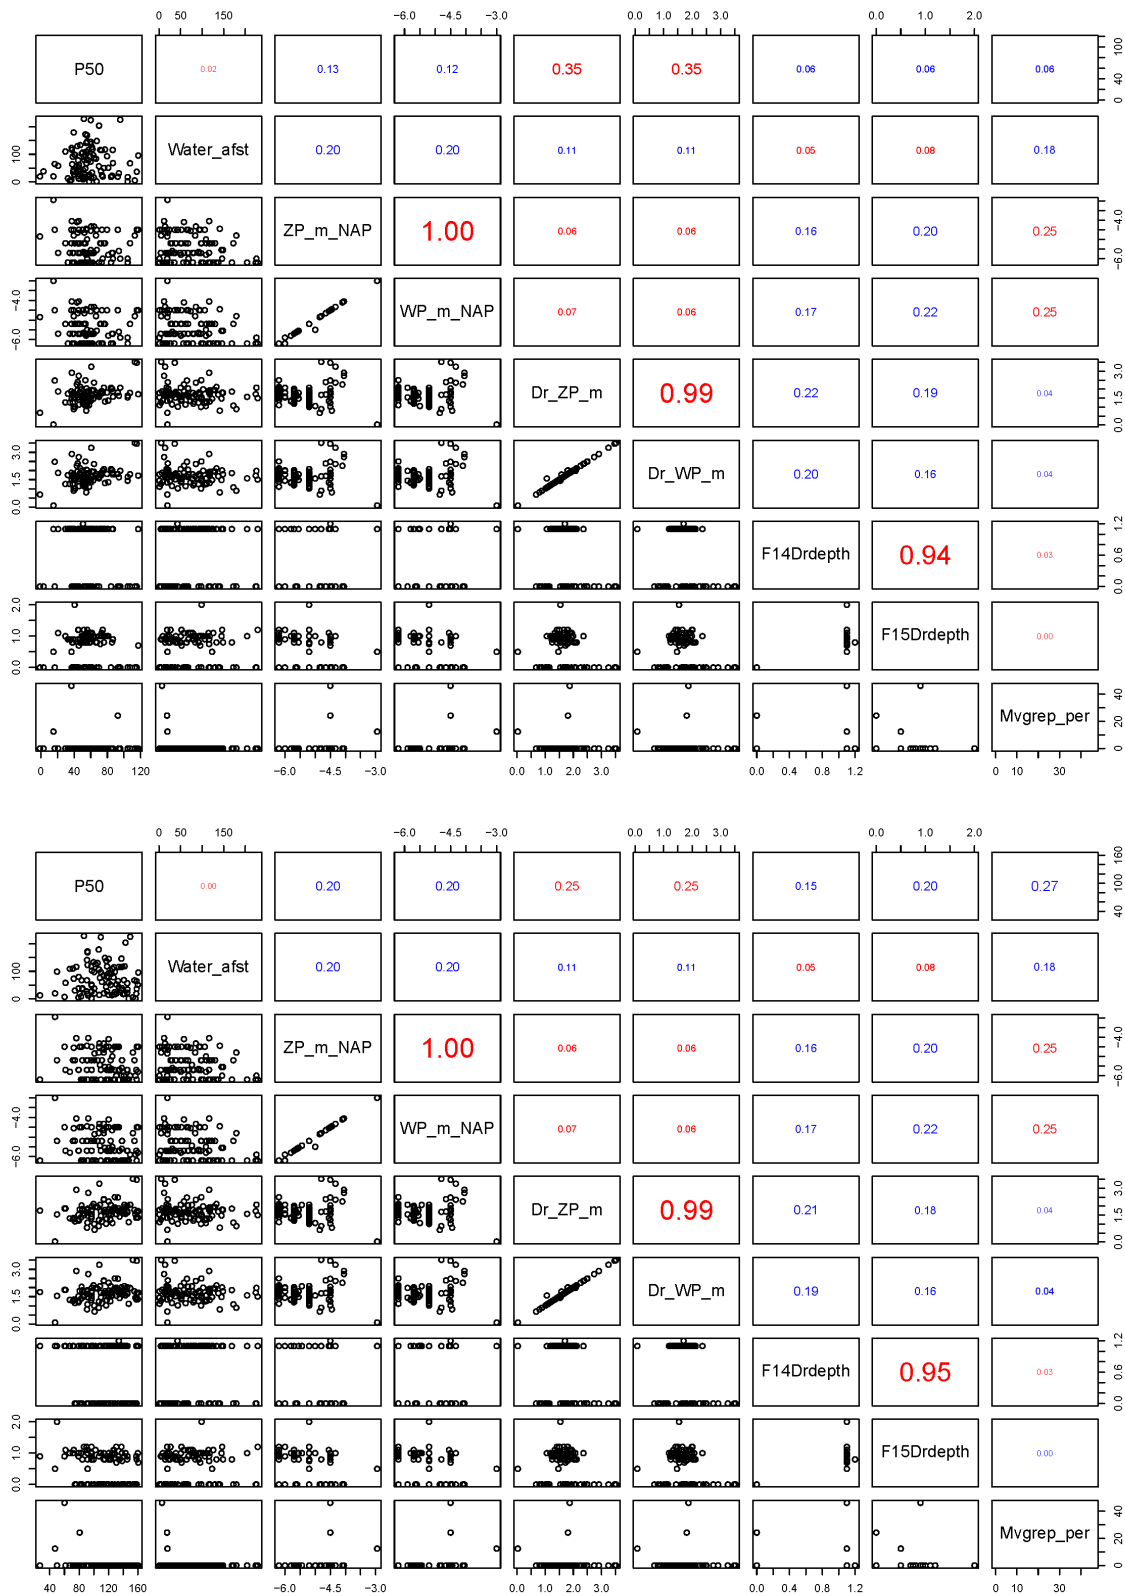 0 50 150 −6.0 −4.5 −3.0 0.0 1.0 2.0 3.0 0.0 1.0 2.0
P50 0.02 0.13 0.12 0.35 0.35 0.06 0.06 0.06 0 40 100
0 100 Water_afst 0.20 0.20 0.11 0.11 0.05 0.08 0.18
ZP_m_NAP 1.00 0.06 0.06 0.16 0.20 0.25 −6.0 −4.0
−6.0 −4.0 WP_m_NAP 0.07 0.06 0.17 0.22 0.25
Dr_ZP_m 0.99 0.22 0.19 0.04 0.0 1.5 3.0
0.0 1.5 3.0 Dr_WP_m 0.20 0.16 0.04
F14Drdepth 0.94 0.03 0.0 0.6 1.2
0.0 1.0 2.0 F15Drdepth 0.00
Mvgrep_per 0 20 40
0 40 80 120 −6.0 −4.5 −3.0 0.0 1.0 2.0 3.0 0.0 0.4 0.8 1.2 0 10 30
0 50 150 −6.0 −4.5 −3.0 0.0 1.0 2.0 3.0 0.0 1.0 2.0
P50 0.00 0.20 0.20 0.25 0.25 0.15 0.20 0.27 40 100 160
0 100 Water_afst 0.20 0.20 0.11 0.11 0.05 0.08 0.18
ZP_m_NAP 1.00 0.06 0.06 0.16 0.20 0.25 −6.0 −4.0
−6.0 −4.0 WP_m_NAP 0.07 0.06 0.17 0.22 0.25
Dr_ZP_m 0.99 0.21 0.18 0.04 0.0 1.5 3.0
0.0 1.5 3.0 Dr_WP_m 0.19 0.16 0.04
F14Drdepth 0.95 0.03 0.0 0.6 1.2
0.0 1.0 2.0 F15Drdepth 0.00
Mvgrep_per 0 20 40
40 80 120 160 −6.0 −4.5 −3.0 0.0 1.0 2.0 3.0 0.0 0.4 0.8 1.2 0 10 30